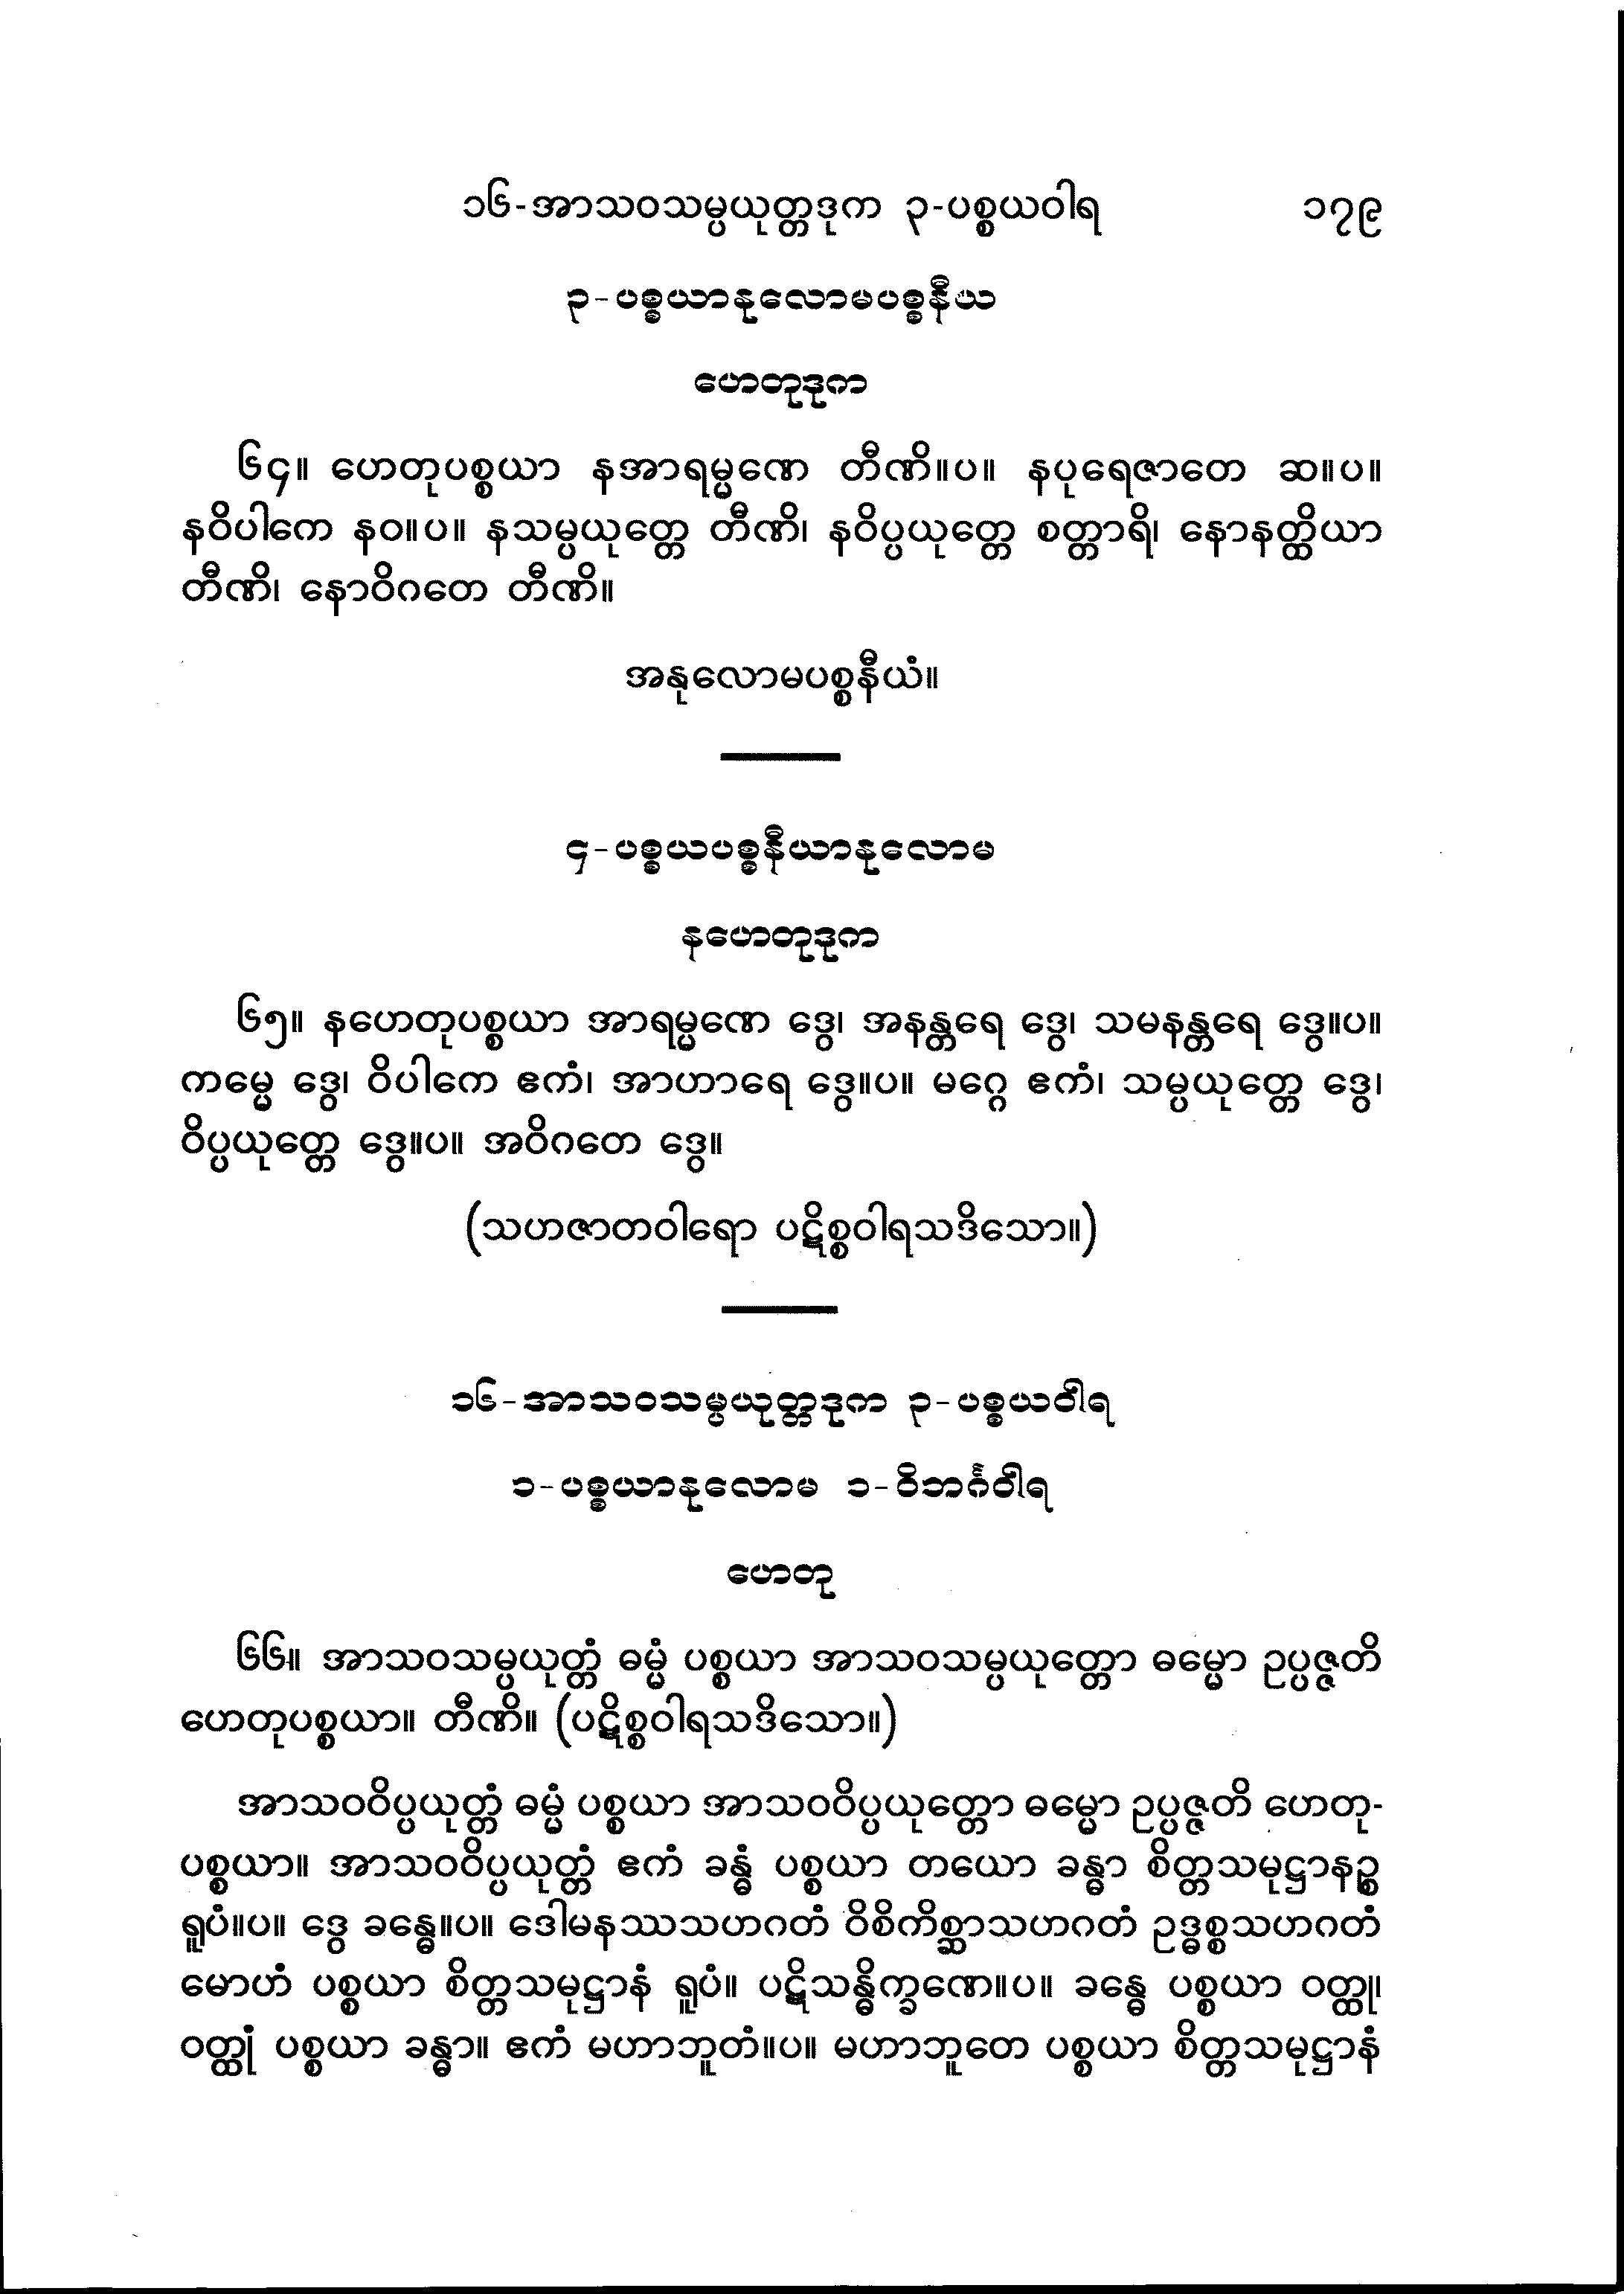 ၁၆-အာသဝသမ္ပယုတ္တဒုက ၃-ပစ္စယဝါရ ၁၇၉
၃-ပစ္စယာနုလောမပစ္စနီယ
ဟေတုဒုက
၆၄။ ဟေတုပစ္စယာ နအာရမ္မဏေ တီဏိ။ပ။ နပုရေဇာတေ ဆ။ပ။
နဝိပါကေ နဝ။ပ။ နသမ္ပယုတ္တေ တီဏိ၊ နဝိပ္ပယုတ္တေ စတ္တာရိ၊ နောနတ္ထိယာ
တီဏိ၊ နောဝိဂတေ တီဏိ။
အနုလောမပစ္စနီယံ။
၄-ပစ္စယပစ္စနီယာနုလောမ
နဟေတုဒုက
၆၅။ နဟေတုပစ္စယာ အာရမ္မဏေ ဒွေ၊ အနန္တရေ ဒွေ၊ သမနန္တရေ ဒွေ။ပ။
ကမ္မေ ဒွေ၊ ဝိပါကေ ဧကံ၊ အာဟာရေ ဒွေ။ပ။ မဂ္ဂေ ဧကံ၊ သမ္ပယုတ္တေ ဒွေ၊
ဝိပ္ပယုတ္တေ ဒွေ။ပ။ အဝိဂတေ ဒွေ။
(သဟဇာတဝါရော ပဋိစ္စဝါရသဒိသော။)
၁၆-အာသဝသမ္ပယုတ္တဒုက ၃-ပစ္စယဝါရ
၁-ပစ္စယာနုလောမ ၁-ဝိဘင်္ဂဝါရ
ဟေတု
၆၆။ အာသဝသမ္ပယုတ္တံ ဓမ္မံ ပစ္စယာ အာသဝသမ္ပယုတ္တော ဓမ္မော ဥပ္ပဇ္ဇတိ
ဟေတုပစ္စယာ။ တီဏိ။ (ပဋိစ္စဝါရသဒိသော။)
အာသဝဝိပ္ပယုတ္တံ ဓမ္မံ ပစ္စယာ အာသဝဝိပ္ပယုတ္တော ဓမ္မော ဥပ္ပဇ္ဇတိ ဟေတု-
ပစ္စယာ။ အာသဝဝိပ္ပယုတ္တံ ဧကံ ခန္ဓံ ပစ္စယာ တယော ခန္ဓာ စိတ္တသမုဋ္ဌာနဉ္စ
ရူပံ။ပ။ ဒွေ ခန္ဓေ။ပ။ ဒေါမနဿသဟဂတံ ဝိစိကိစ္ဆာသဟဂတံ ဥဒ္ဓစ္စသဟဂတံ
မောဟံ ပစ္စယာ စိတ္တသမုဋ္ဌာနံ ရူပံ။ ပဋိသန္ဓိက္ခဏေ။ပ။ ခန္ဓေ ပစ္စယာ ဝတ္ထု၊
ဝတ္ထုံ ပစ္စယာ ခန္ဓာ။ ဧကံ မဟာဘူတံ။ပ။ မဟာဘူတေ ပစ္စယာ စိတ္တသမုဋ္ဌာနံ